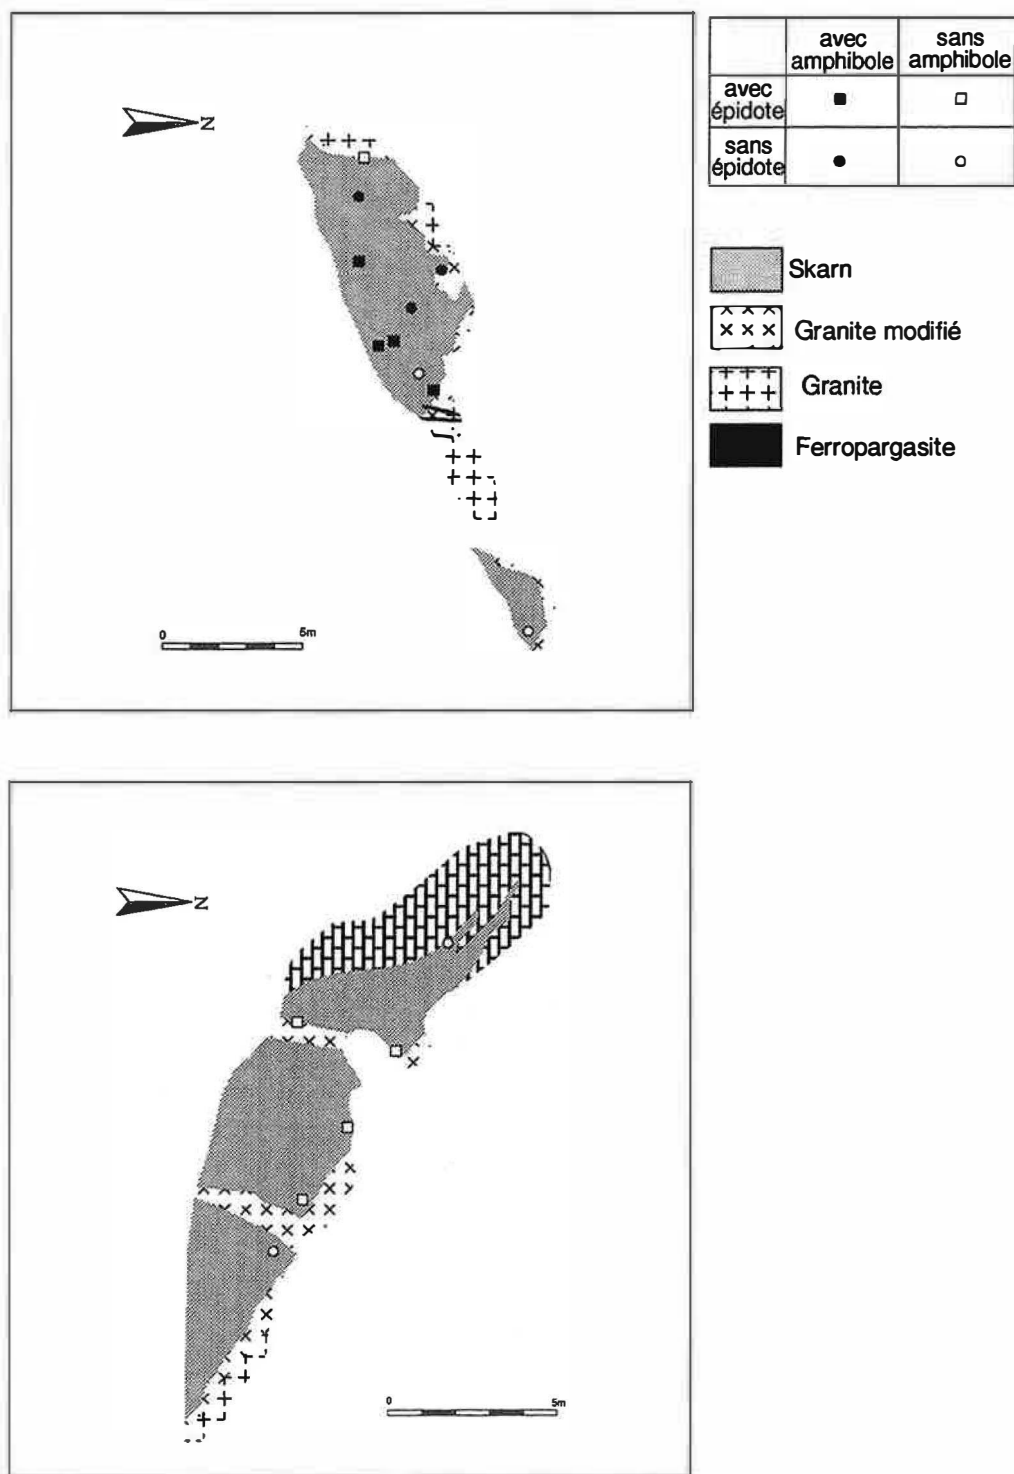 avec sans
amphibole amphibole
avec
épidote
sans
épidote
N
Skarn
Granite modifié
Granite
Ferropargasite
0 5m
N
0 5m